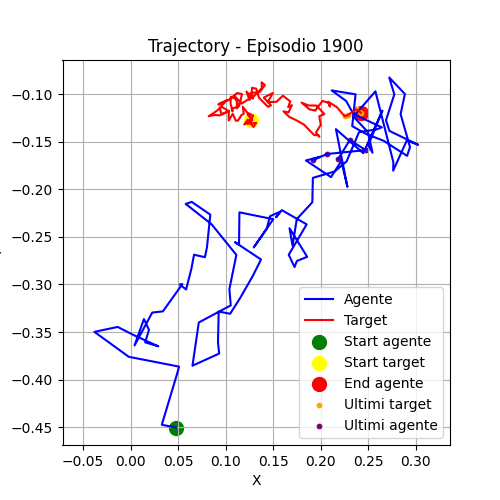 Trajectory - Episodio 1900
−0.10
−0.15
−0.20
−0.25
−0.30
−0.35
−0.40
−0.45
Agente
Target
Start agente
Start target
End agente
Ultimi target
Ultimi agente
−0.05
0.00
0.05
0.10
0.15
0.20
0.25
0.30
X